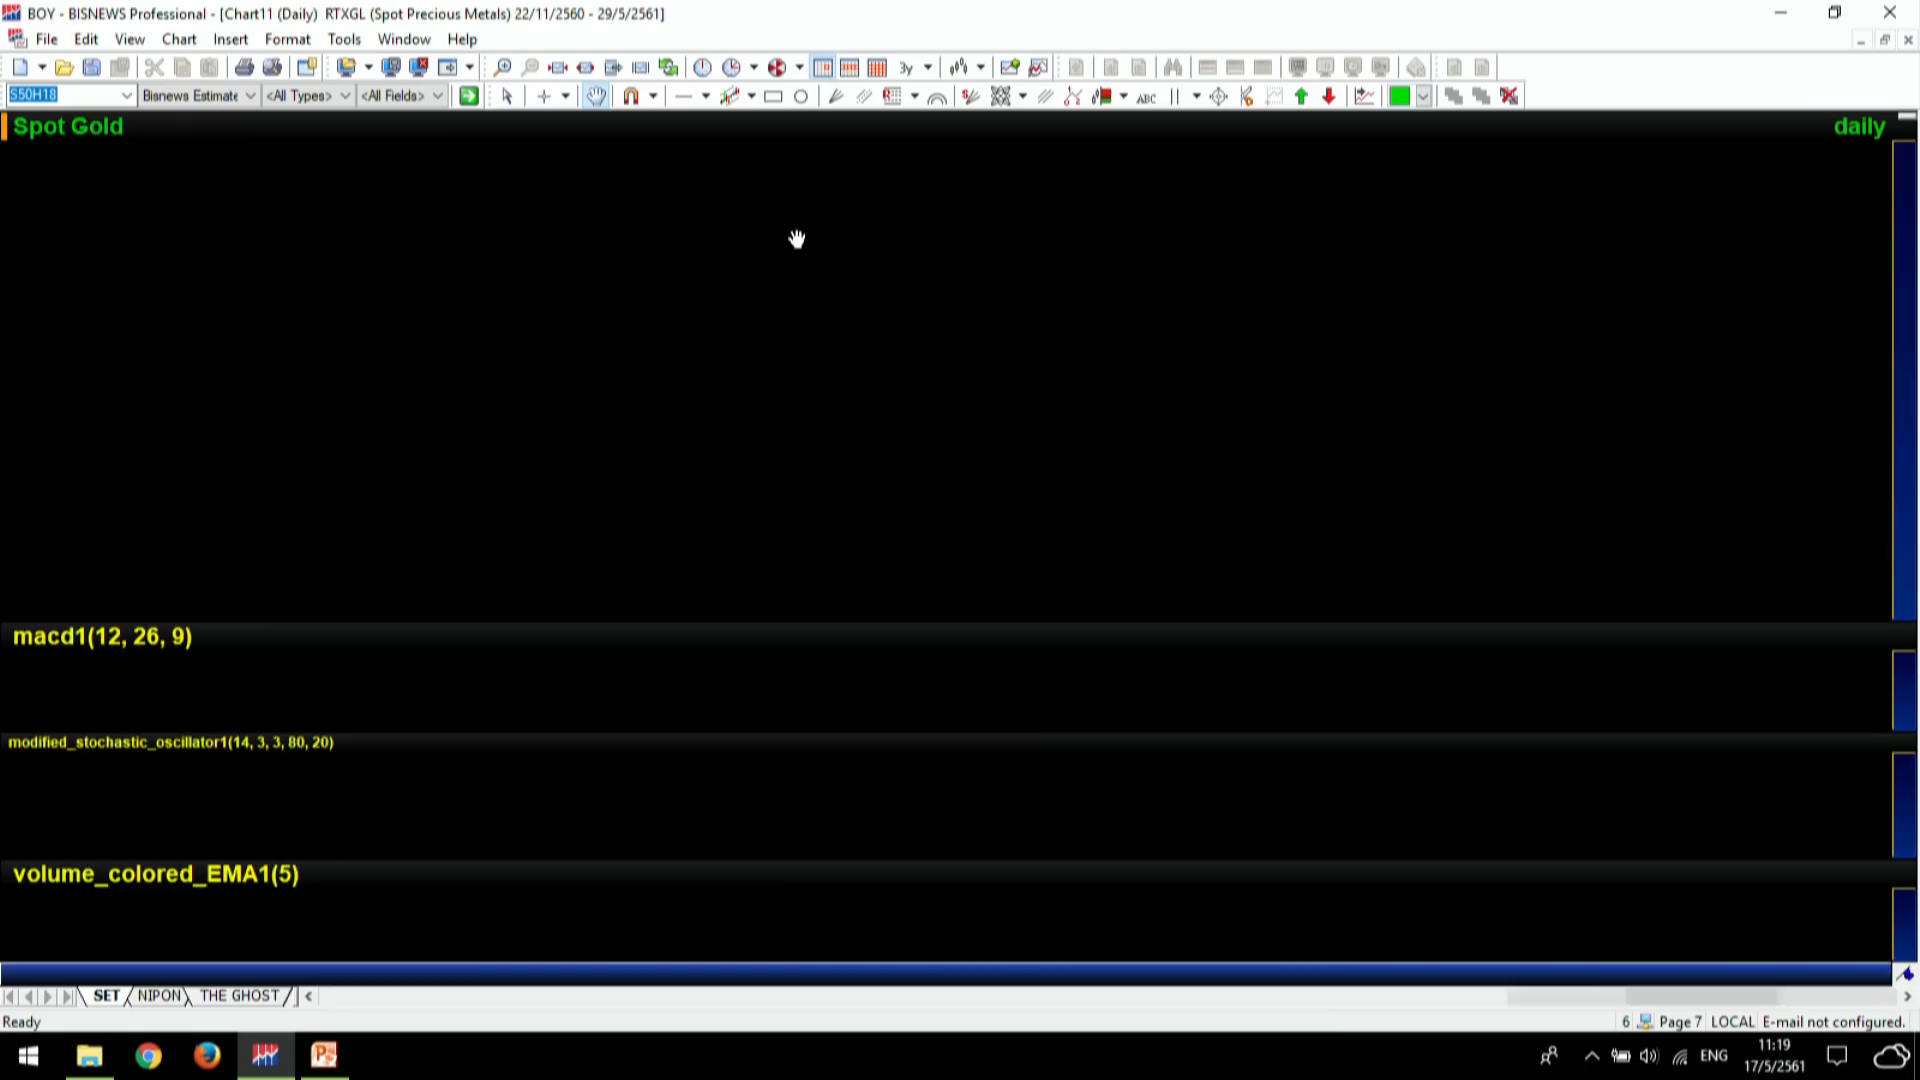 BOY - BISNEWS Professional - [Chart11 (Daily)  RTXGL (Spot Precious Metals) 22/11/2560 - 29/5/2561]
File Edit View Chart Insert Format Tools Window Help
3y
S50H18 Bisnews Estimate <All Types> <All Fields> ABC
Spot Gold daily
macd1(12, 26, 9)
modified_stochastic_oscillator1(14, 3, 3, 80, 20)
volume_colored_EMA1(5)
SET NIPON THE GHOST
Ready 6 Page 7 LOCAL E-mail not configured.
ENG 11:19
17/5/2561